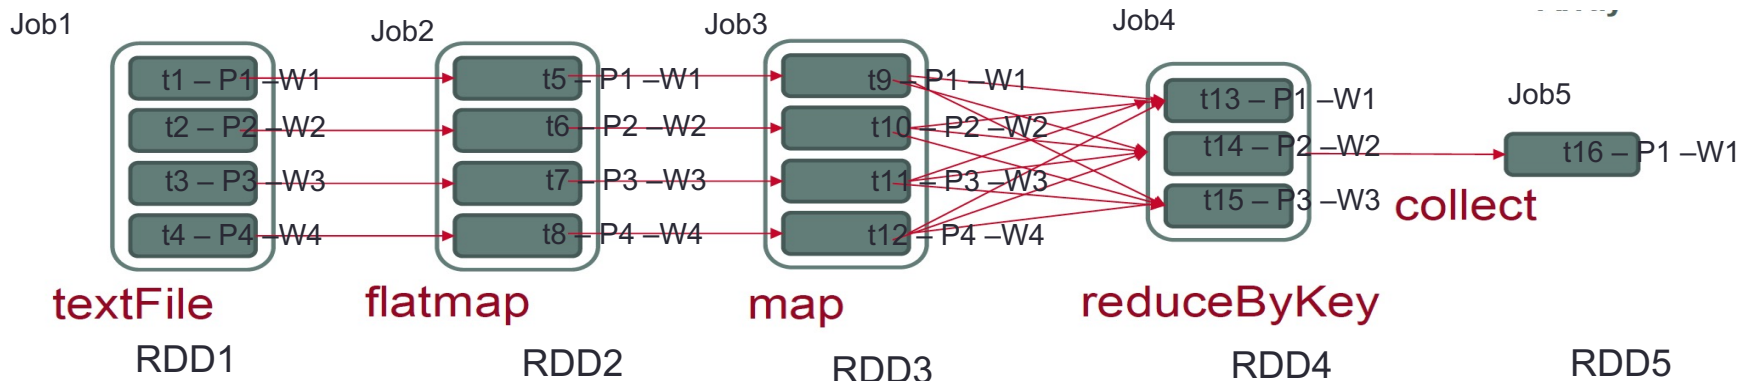 Job1
t1 – P1 –W1
t2 – P2 –W2
t3 – P3 –W3
t4 – P4 –W4
textFile
RDD1
Job2
t5 – P1 –W1
t6 – P2 –W2
t7 – P3 –W3
t8 – P4 –W4
flatmap
RDD2
Job3
t9 – P1 –W1
t10 – P2 –W2
t11 – P3 –W3
t12 – P4 –W4
map
RDD3
Job4
t13 – P1 –W1
t14 – P2 –W2
t15 – P3 –W3
reduceByKey
RDD4
collect
Job5
t16 – P1 –W1
RDD5